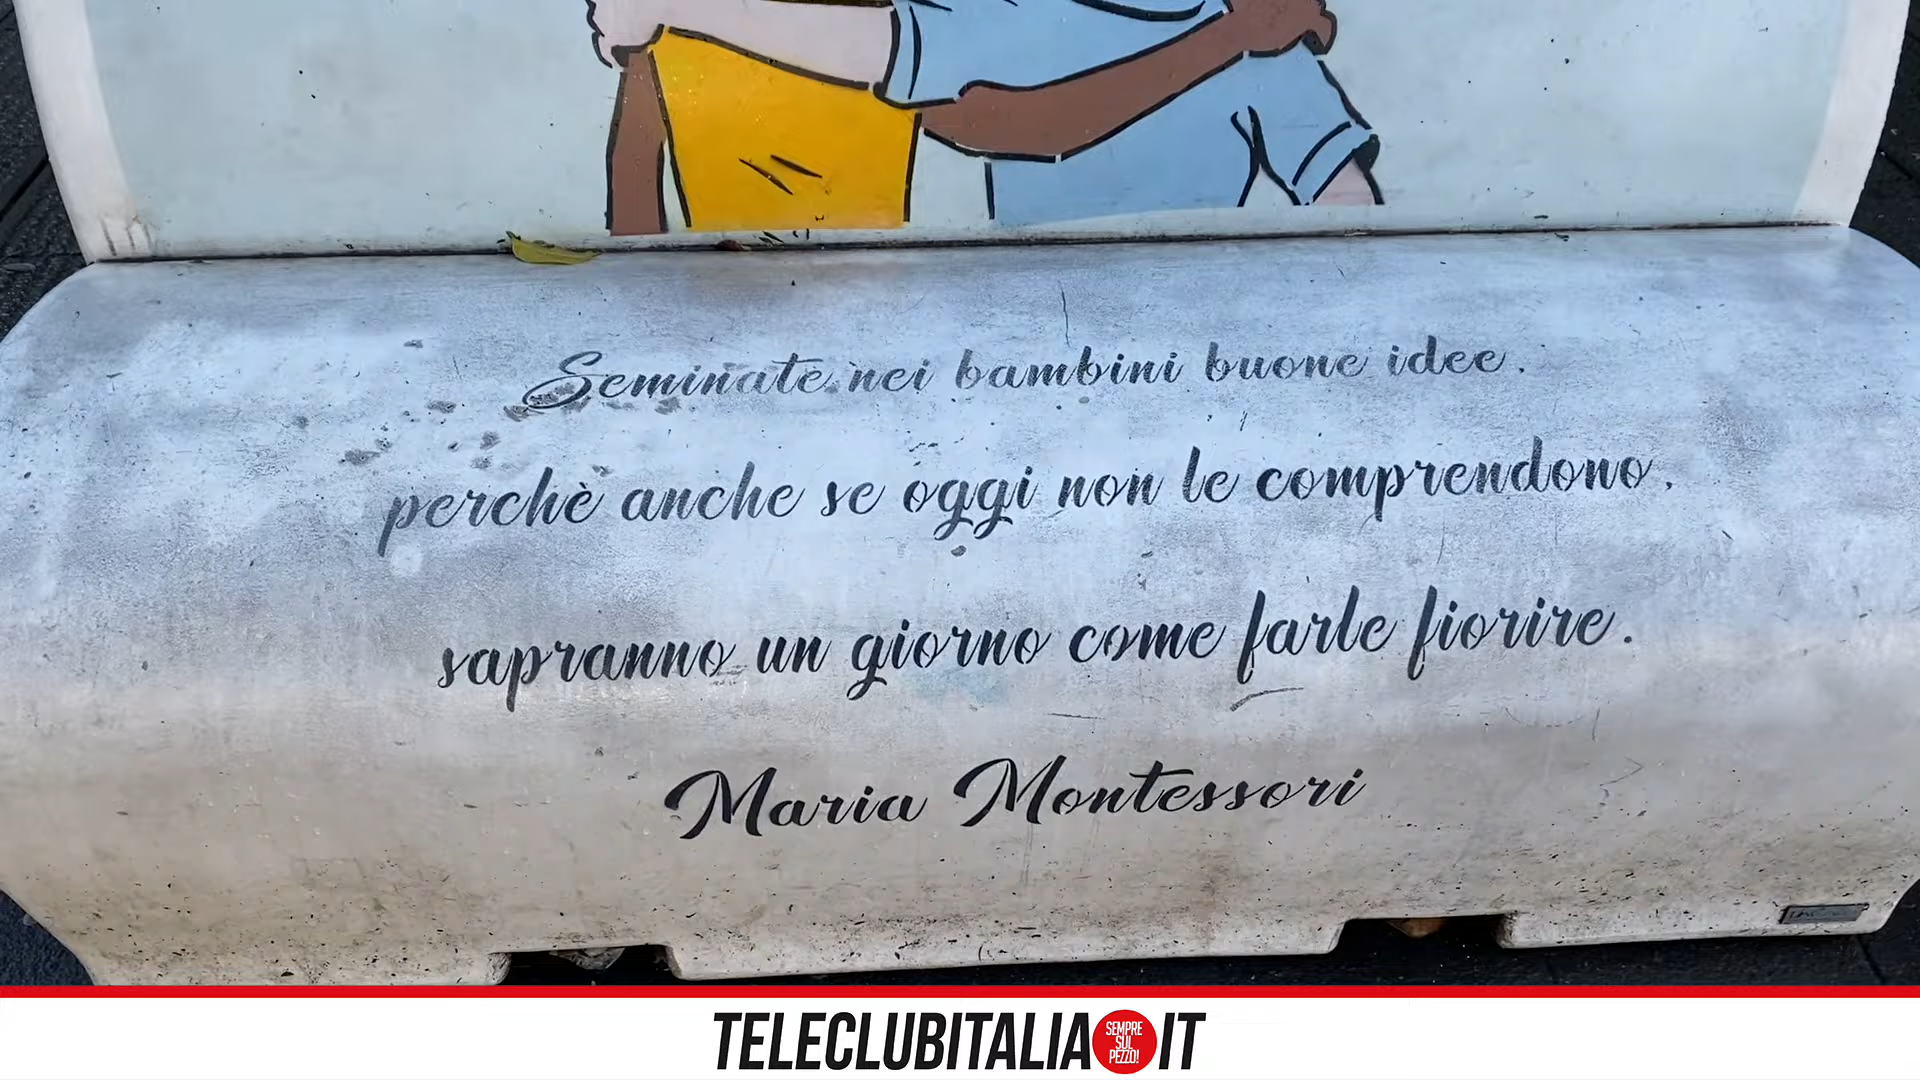 Seminate nei bambini buone idee,
perchè anche se oggi non le comprendono,
sapranno un giorno come farle fiorire.
Maria Montessori
TELECLUBITALIA.IT
SEMPRE
SUL
PEZZO!